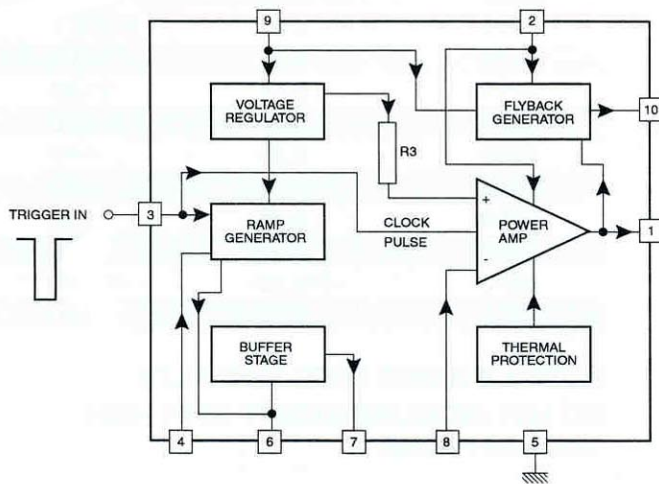 9
2
VOLTAGE
REGULATOR
FLYBACK
GENERATOR
10
R3
TRIGGER IN
3
RAMP
GENERATOR
CLOCK
PULSE
+
-
POWER
AMP
1
BUFFER
STAGE
THERMAL
PROTECTION
4
6
7
8
5